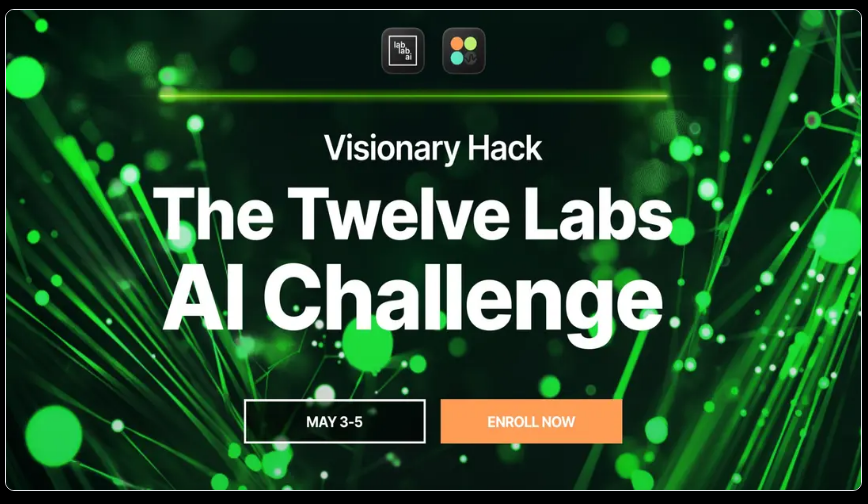 lab
lab
ai
Visionary Hack
The Twelve Labs
AI Challenge
MAY 3-5
ENROLL NOW